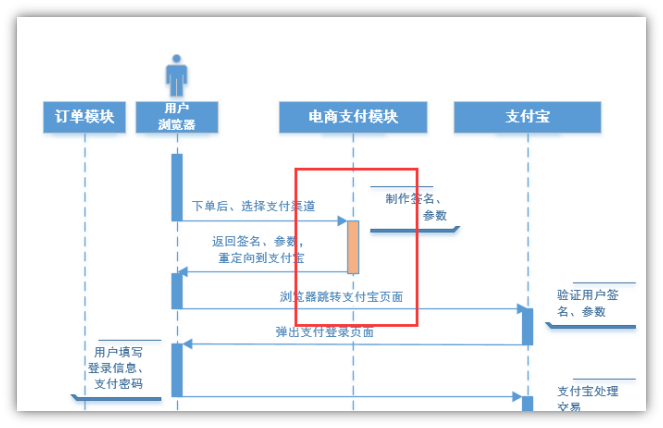 订单模块
用户
浏览器
电商支付模块
支付宝
下单后、选择支付渠道
制作签名、
参数
返回签名、参数,
重定向到支付宝
浏览器跳转支付宝页面
验证用户签
名、参数
弹出支付登录页面
用户填写
登录信息、
支付密码
支付宝处理
交易